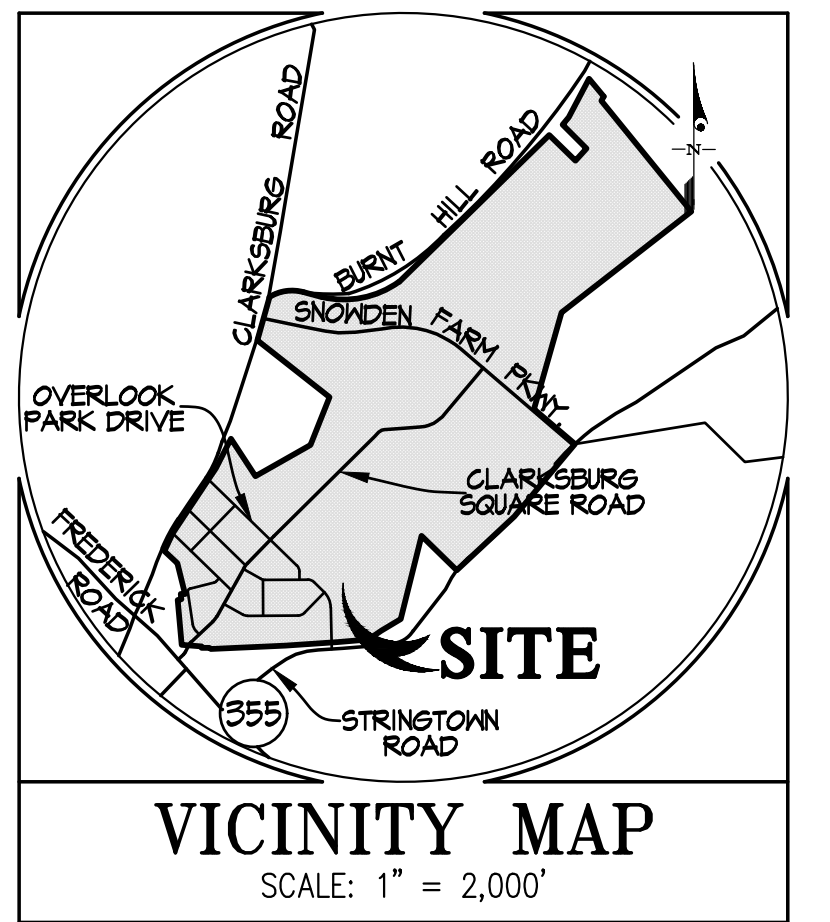 CLARKSBURG ROAD
BURNT HILL ROAD
N
SNOWDEN FARM PKWY.
OVERLOOK
PARK DRIVE
CLARKSBURG
SQUARE ROAD
FREDERICK
ROAD
SITE
355
STRINGTOWN
ROAD
VICINITY MAP
SCALE: 1" = 2,000'